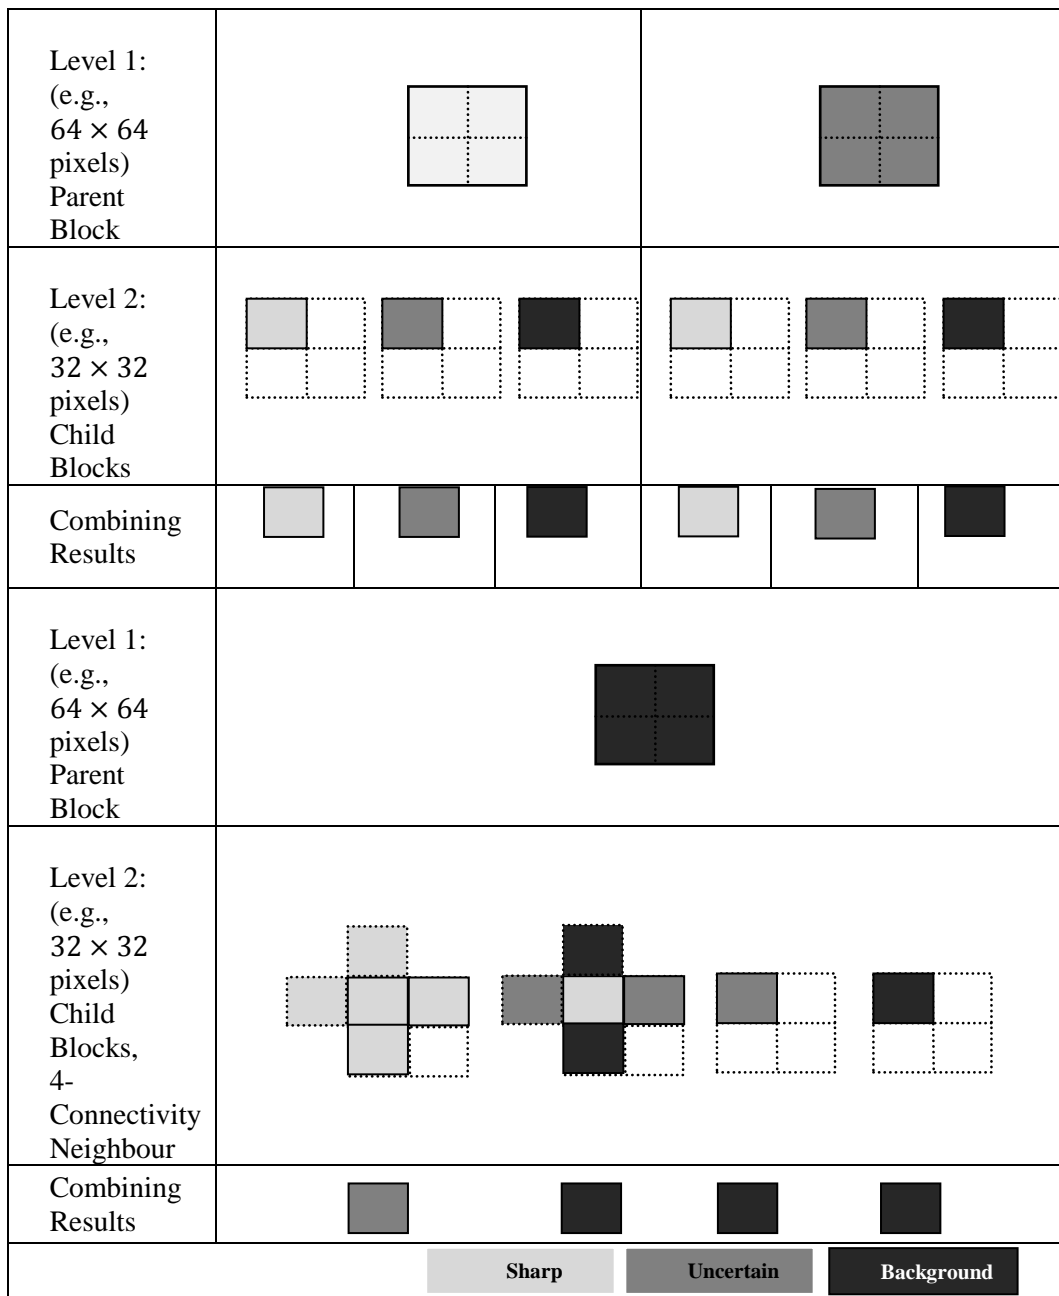 Level 1:
(e.g.,
64 × 64
pixels)
Parent
Block
Level 2:
(e.g.,
32 × 32
pixels)
Child
Blocks
Combining
Results
Level 1:
(e.g.,
64 × 64
pixels)
Parent
Block
Level 2:
(e.g.,
32 × 32
pixels)
Child
Blocks,
4-
Connectivity
Neighbour
Combining
Results
Sharp
Uncertain
Background